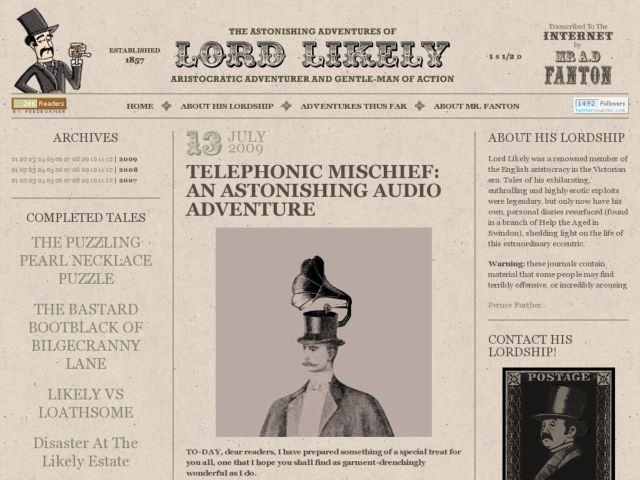 THE ASTONISHING ADVENTURES OF
LORD LIKELY
ARISTOCRATIC ADVERTURER AND GENTLE-MAN OF ACTION
ESTABLISHED
1857
1 s 1/2 D
Transcribed To The
INTERNET
by
MR A.D
FANTON
246 Readers
BY FEEDBURNER
HOME
ABOUT HIS LORDSHIP
ADVENTURES THUS FAR
ABOUT MR. FANTON
1492 Followers
twittercounter.com
ARCHIVES
01 02 03 04 05 06 07 08 09 10 11 12 | 2009
01 02 03 04 05 06 07 08 09 10 11 12 | 2008
01 02 03 04 05 06 07 08 09 10 11 12 | 2007
COMPLETED TALES
THE PUZZLING
PEARL NECKLACE
PUZZLE
THE BASTARD
BOOTBLACK OF
BILGECRANNY
LANE
LIKELY VS
LOATHSOME
Disaster At The
Likely Estate
13 JULY
2009
TELEPHONIC MISCHIEF:
AN ASTONISHING AUDIO
ADVENTURE
TO-DAY, dear readers, I have prepared something of a special treat for
you all, one that I hope you shall find as garment-drenchingly
wonderful as I do.
ABOUT HIS LORDSHIP
Lord Likely was a renowned member of
the English aristocracy in the Victorian
era. Tales of his exhilarating,
enthralling and highly erotic exploits
were legendary, but only now have his
own, personal diaries resurfaced (found
in a branch of Help the Aged in
Swindon), shedding light on the life of
this extraordinary eccentric.
Warning: these journals contain
material that some people may find
terribly offensive, or incredibly arousing
Peruse Further...
CONTACT HIS
LORDSHIP!
POSTAGE